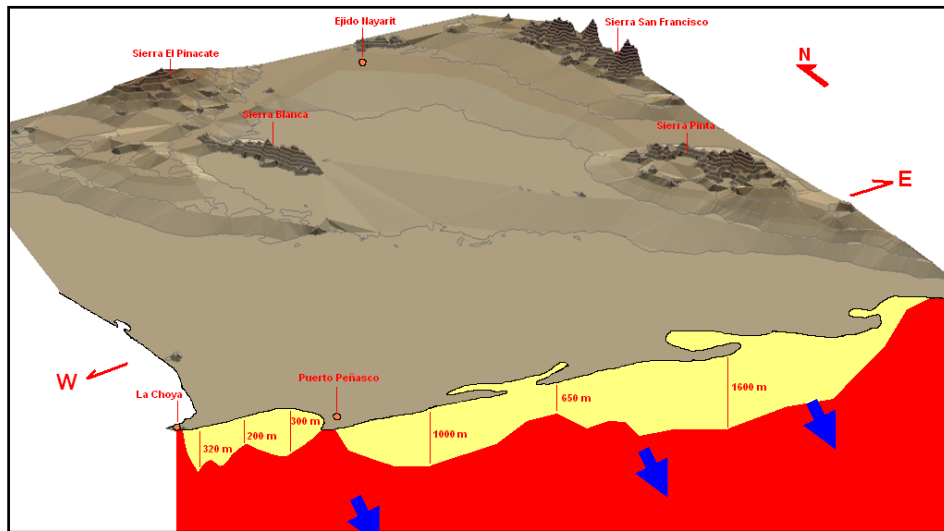 Ejido Nayarit
Sierra San Francisco
Sierra El Pinacate
N
Sierra Blanca
Sierra Pinta
E
W
La Choya
Puerto Peñasco
320 m
200 m
300 m
1000 m
650 m
1600 m